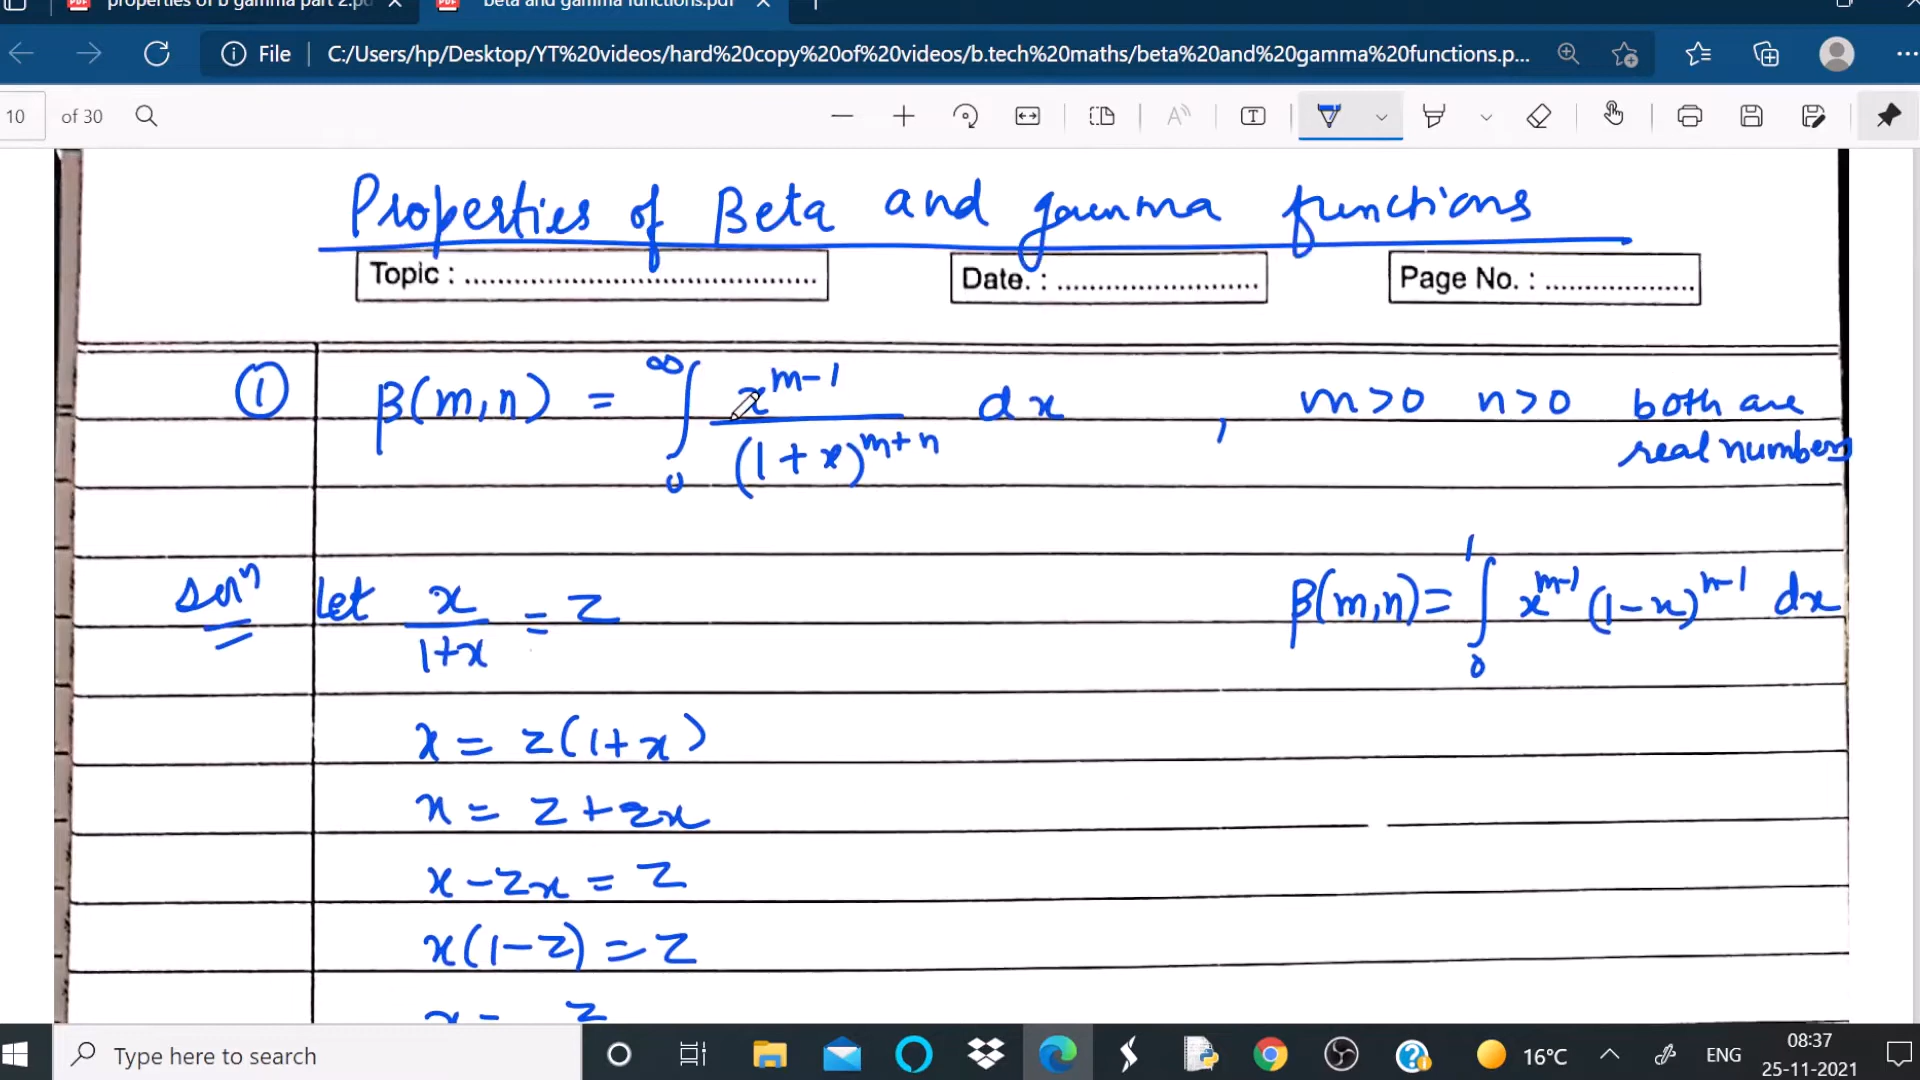 properties of b gamma part 2.pd
beta and gamma functions.pdf
File C:/Users/hp/Desktop/YT%20videos/hard%20copy%20of%20videos/b.tech%20maths/beta%20and%20gamma%20functions.p...
10 of 30
Properties of Beta and gamma functions
Topic : ............................................ Date. : .......................... Page No. : ....................
① β(m,n) = ∫₀^∞ x^(m-1) / (1+x)^(m+n) dx , m>0 n>0 both are
real numbers
Solⁿ Let x/(1+x) = z β(m,n) = ∫₀¹ x^(m-1) (1-x)^(n-1) dx
x = z(1+x)
x = z + zx
x - zx = z
x(1-z) = z
x = z
Type here to search
16°C
ENG
08:37
25-11-2021